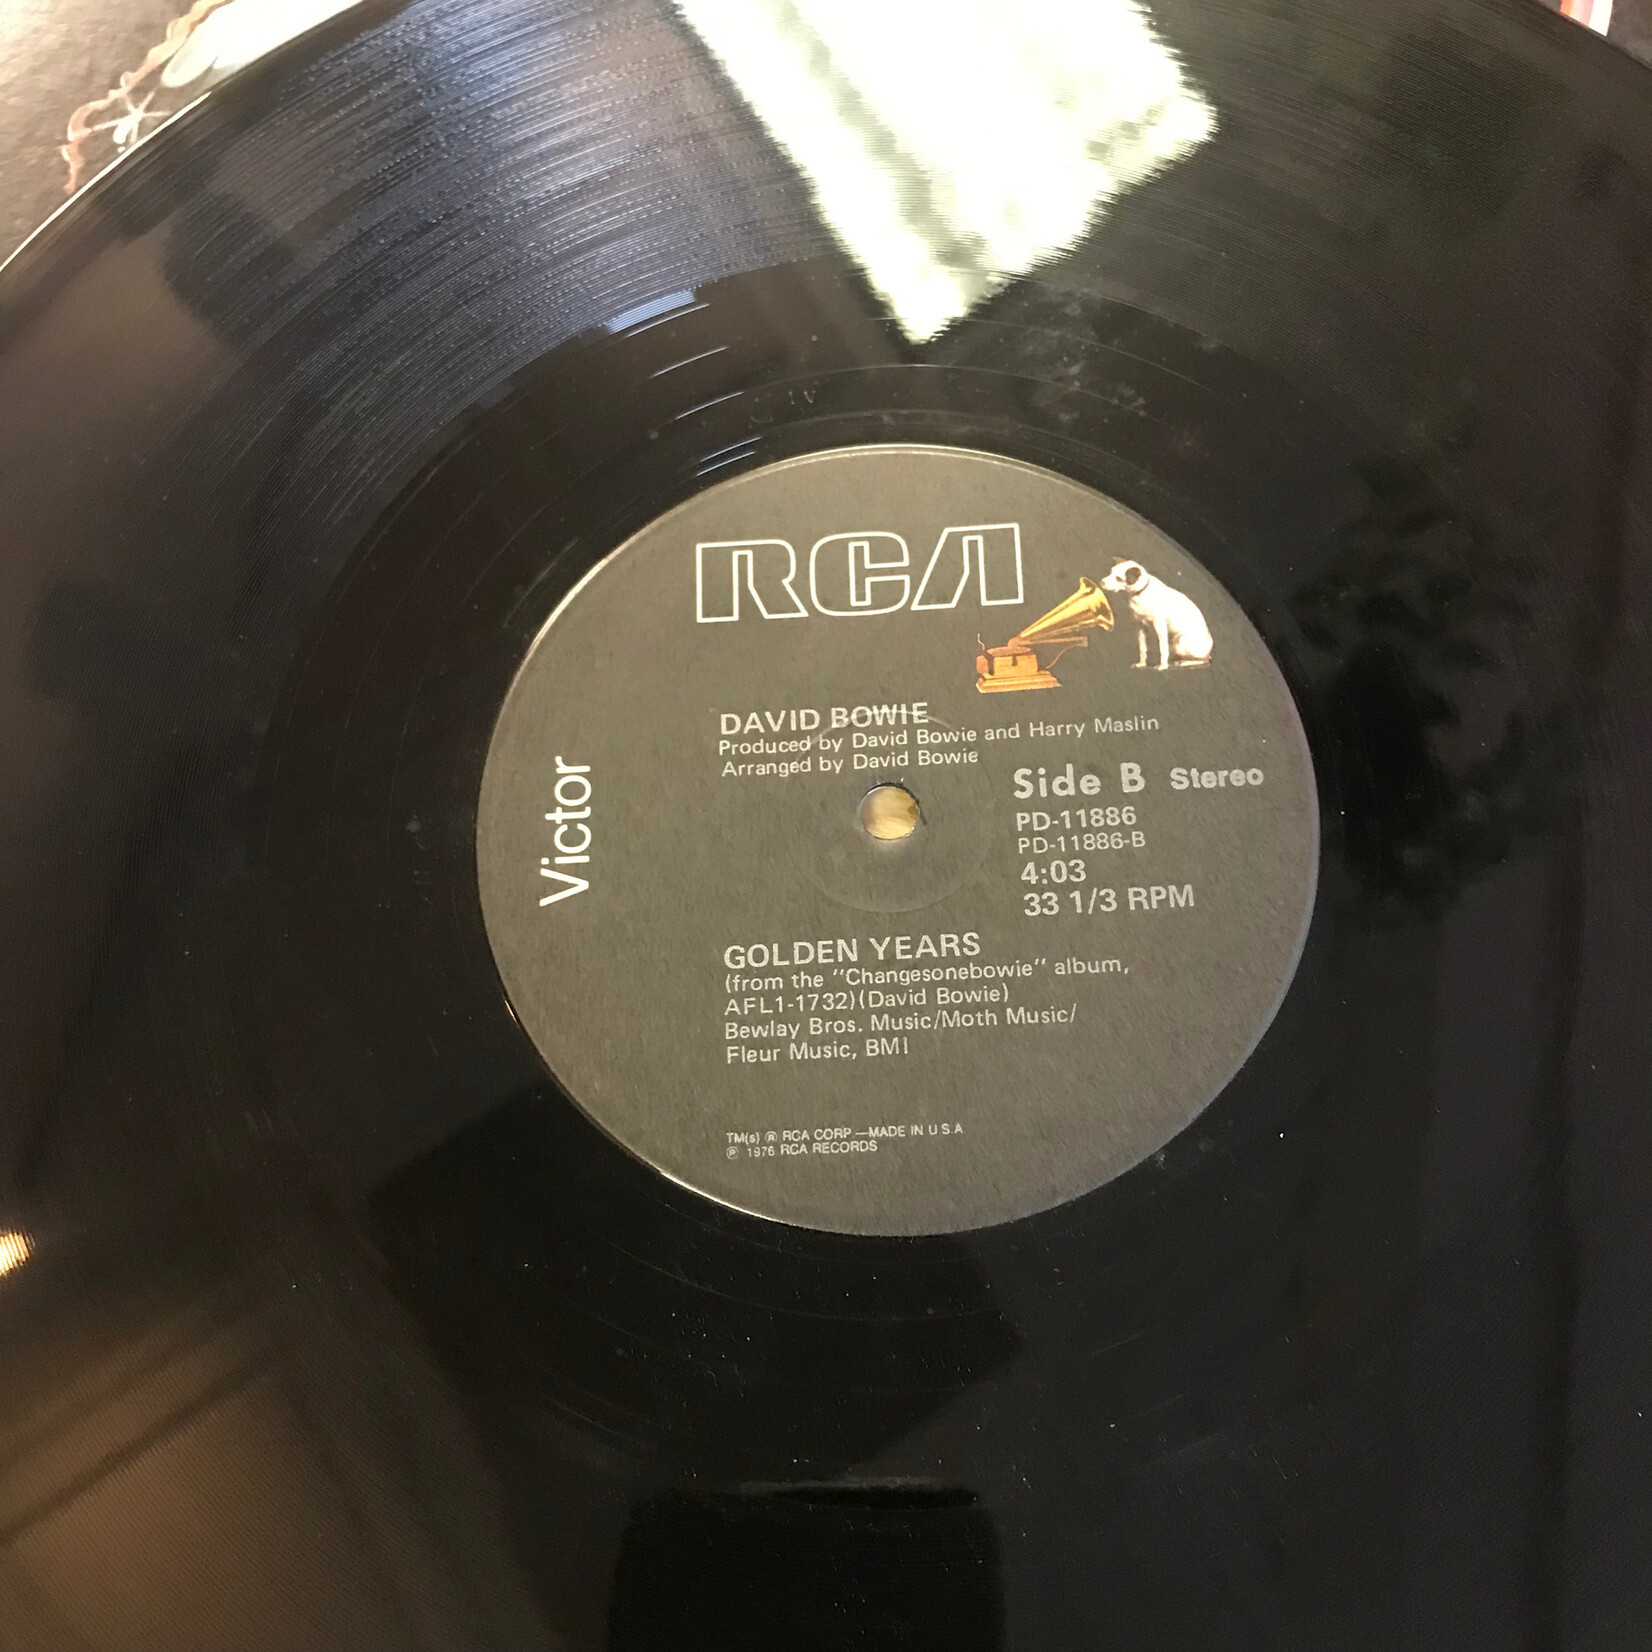 RCA
Victor
DAVID BOWIE
Produced by David Bowie and Harry Maslin
Arranged by David Bowie
Side B Stereo
PD-11886
PD-11886-B
4:03
33 1/3 RPM
GOLDEN YEARS
(from the "Changesonebowie" album,
AFL1-1732)(David Bowie)
Bewlay Bros. Music/Moth Music/
Fleur Music, BMI
TM(s) ® RCA CORP—MADE IN U S A
℗ 1976 RCA RECORDS